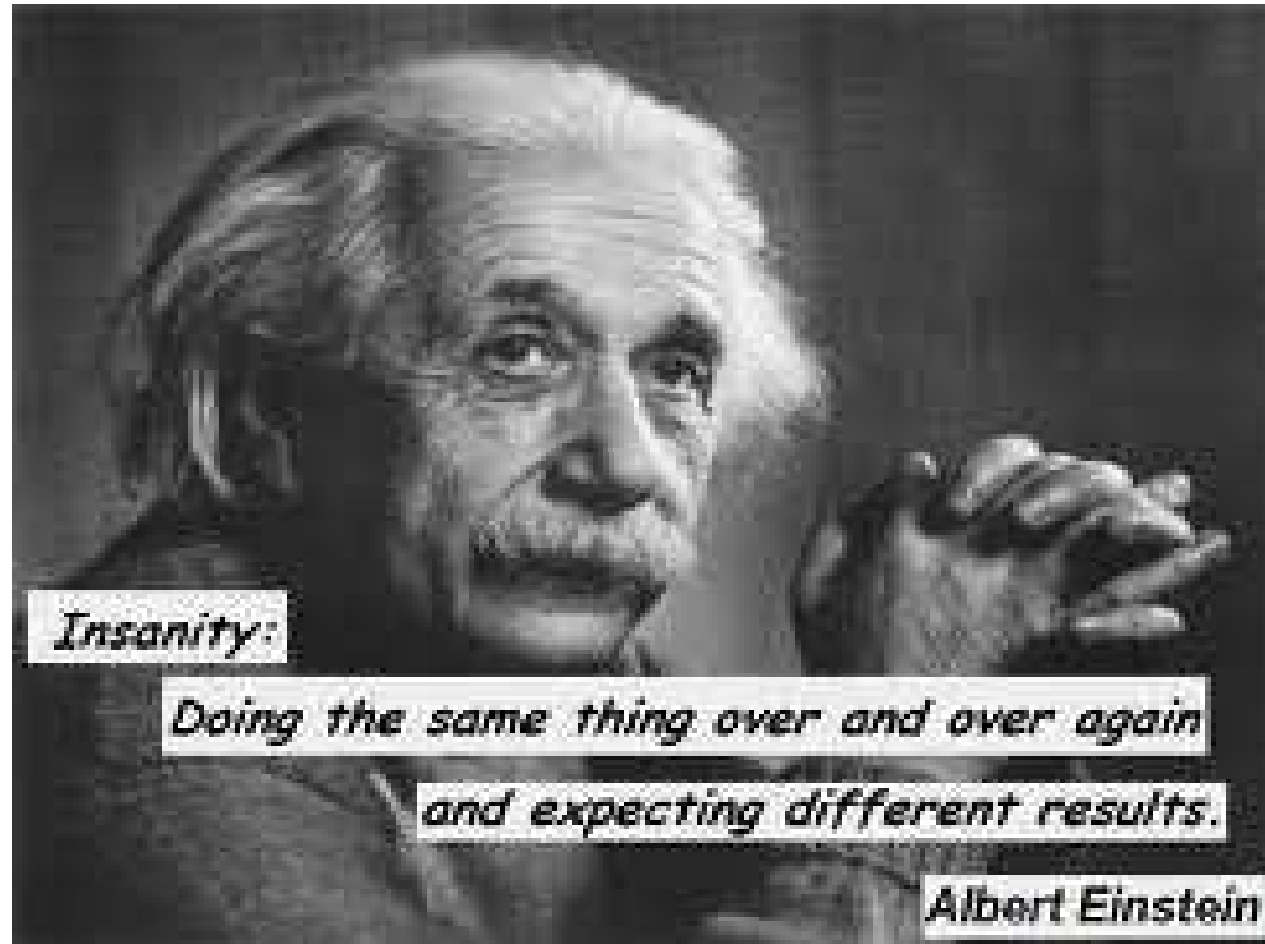 Insanity:
Doing the same thing over and over again
and expecting different results.
Albert Einstein